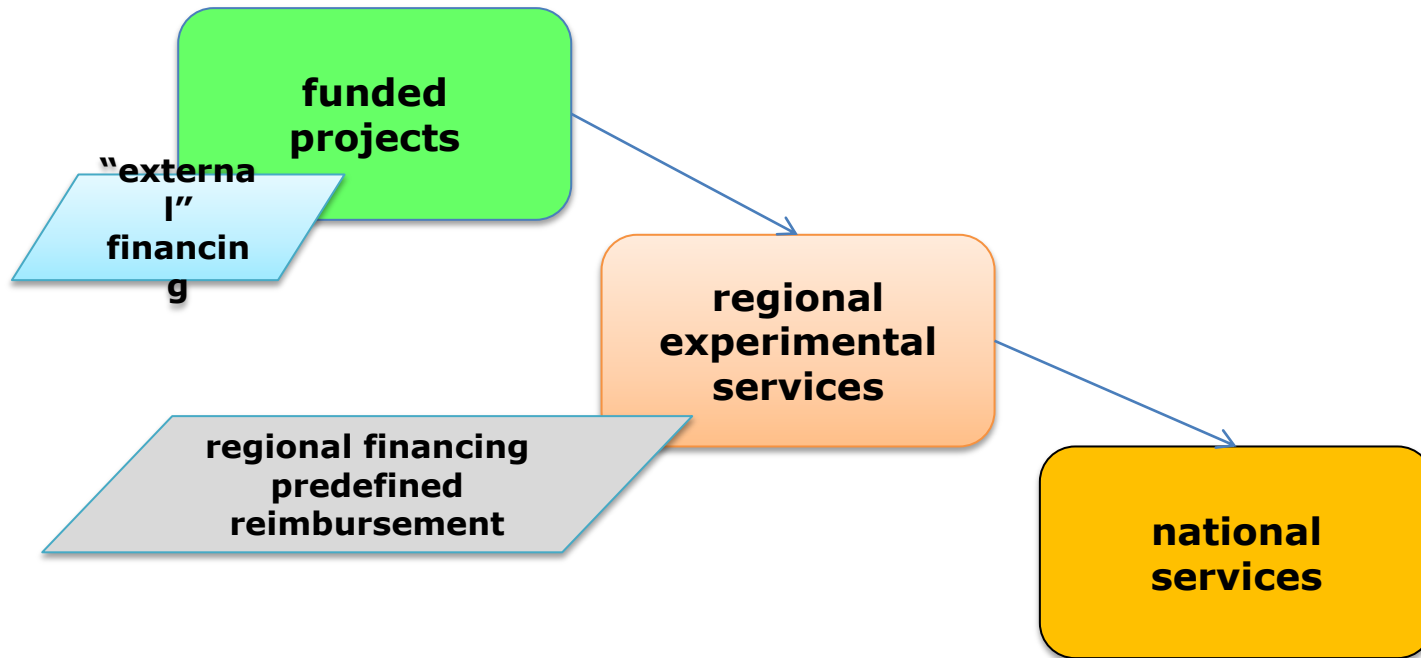 funded
projects
“externa
l”
financin
g
regional
experimental
services
regional financing
predefined
reimbursement
national
services